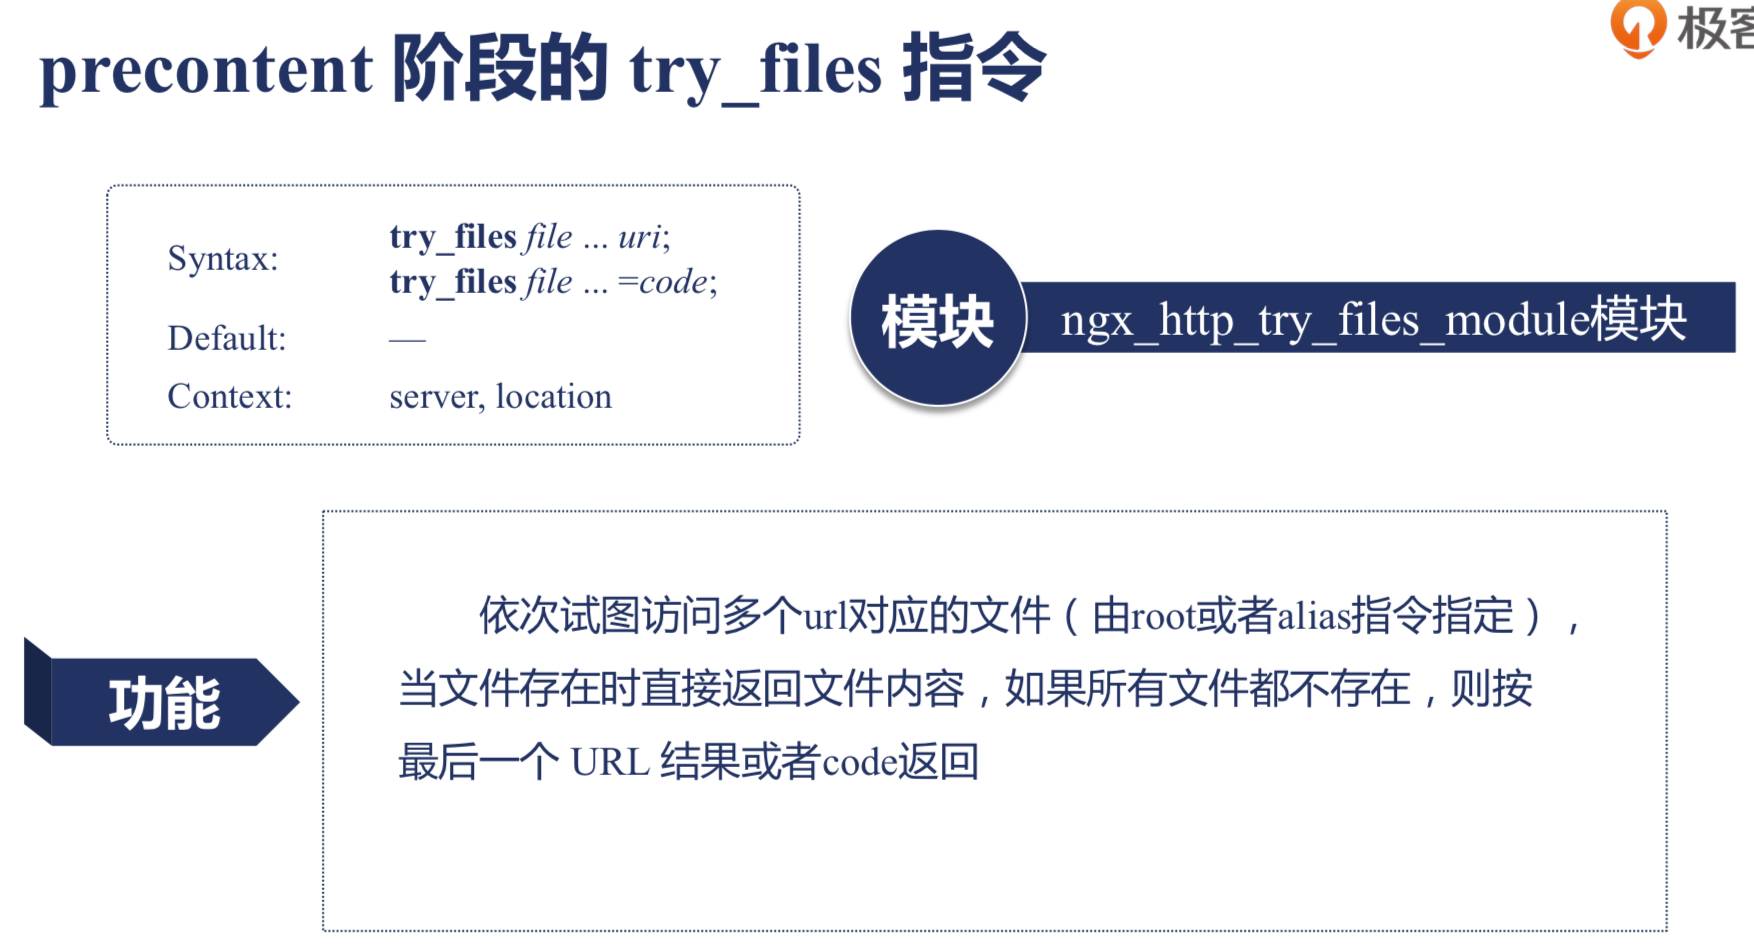 极客
precontent 阶段的 try_files 指令
Syntax:
try_files file ... uri;
try_files file ... =code;
Default:
—
Context:
server, location
模块
ngx_http_try_files_module模块
功能
依次试图访问多个url对应的文件（由root或者alias指令指定），
当文件存在时直接返回文件内容，如果所有文件都不存在，则按
最后一个 URL 结果或者code返回